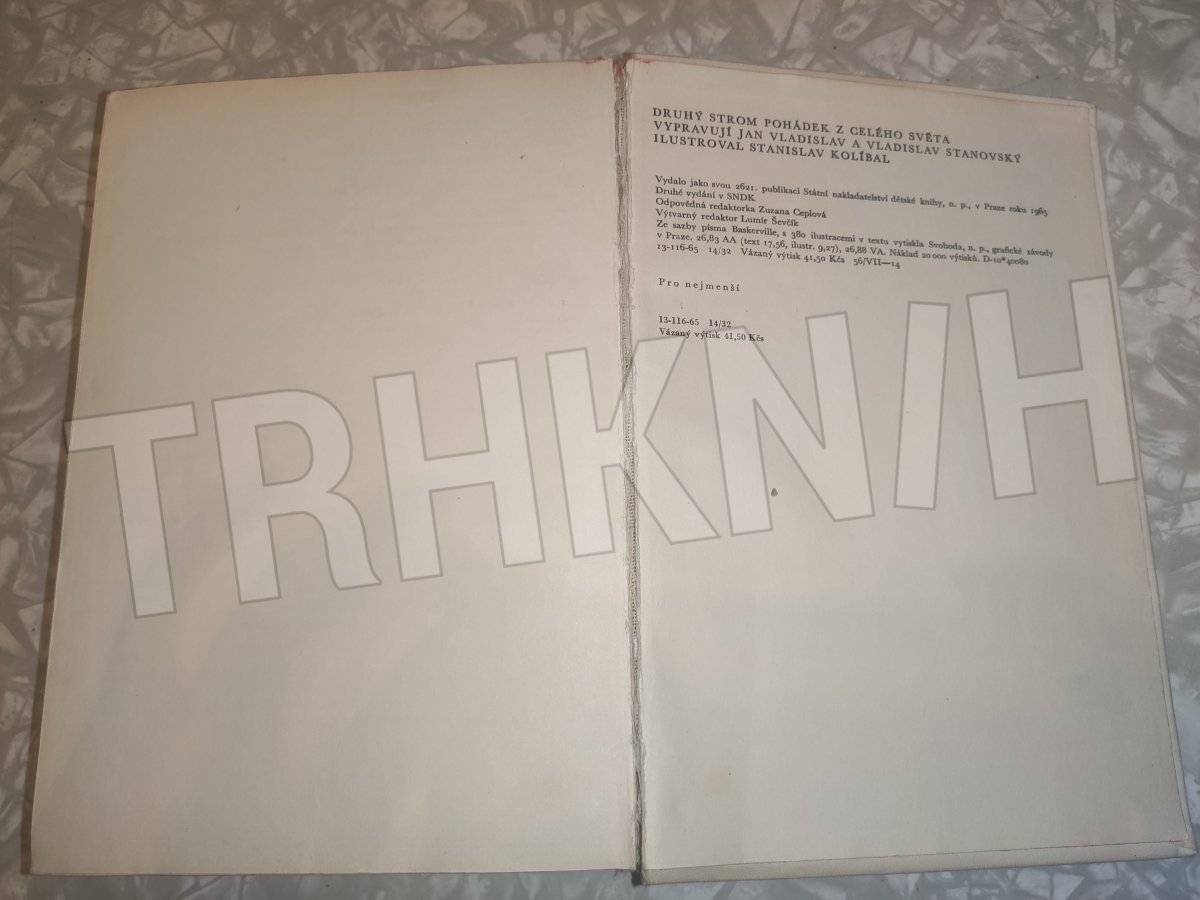 DRUHÝ STROM POHÁDEK Z CELÉHO SVĚTA
VYPRAVUJÍ JAN VLADISLAV A VLADISLAV STANOVSKÝ
ILUSTROVAL STANISLAV KOLÍBAL
Vydalo jako svou 2621. publikaci Státní nakladatelství dětské knihy, n. p., v Praze roku 1965
Druhé vydání v SNDK
Odpovědná redaktorka Zuzana Ceplová
Výtvarný redaktor Lumír Ševčík
Ze sazby písma Baskerville, s 380 ilustracemi v textu vytiskla Svoboda, n. p., grafické závody
v Praze. 26,83 AA (text 17,56, ilustr. 9,27), 26,88 VA. Náklad 20 000 výtisků. D-10*40080
13-116-65 14/32 Vázaný výtisk 41,50 Kčs 56/VII—14
Pro nejmenší
13-116-65 14/32
Vázaný výtisk 41,50 Kčs
TRHKNIH